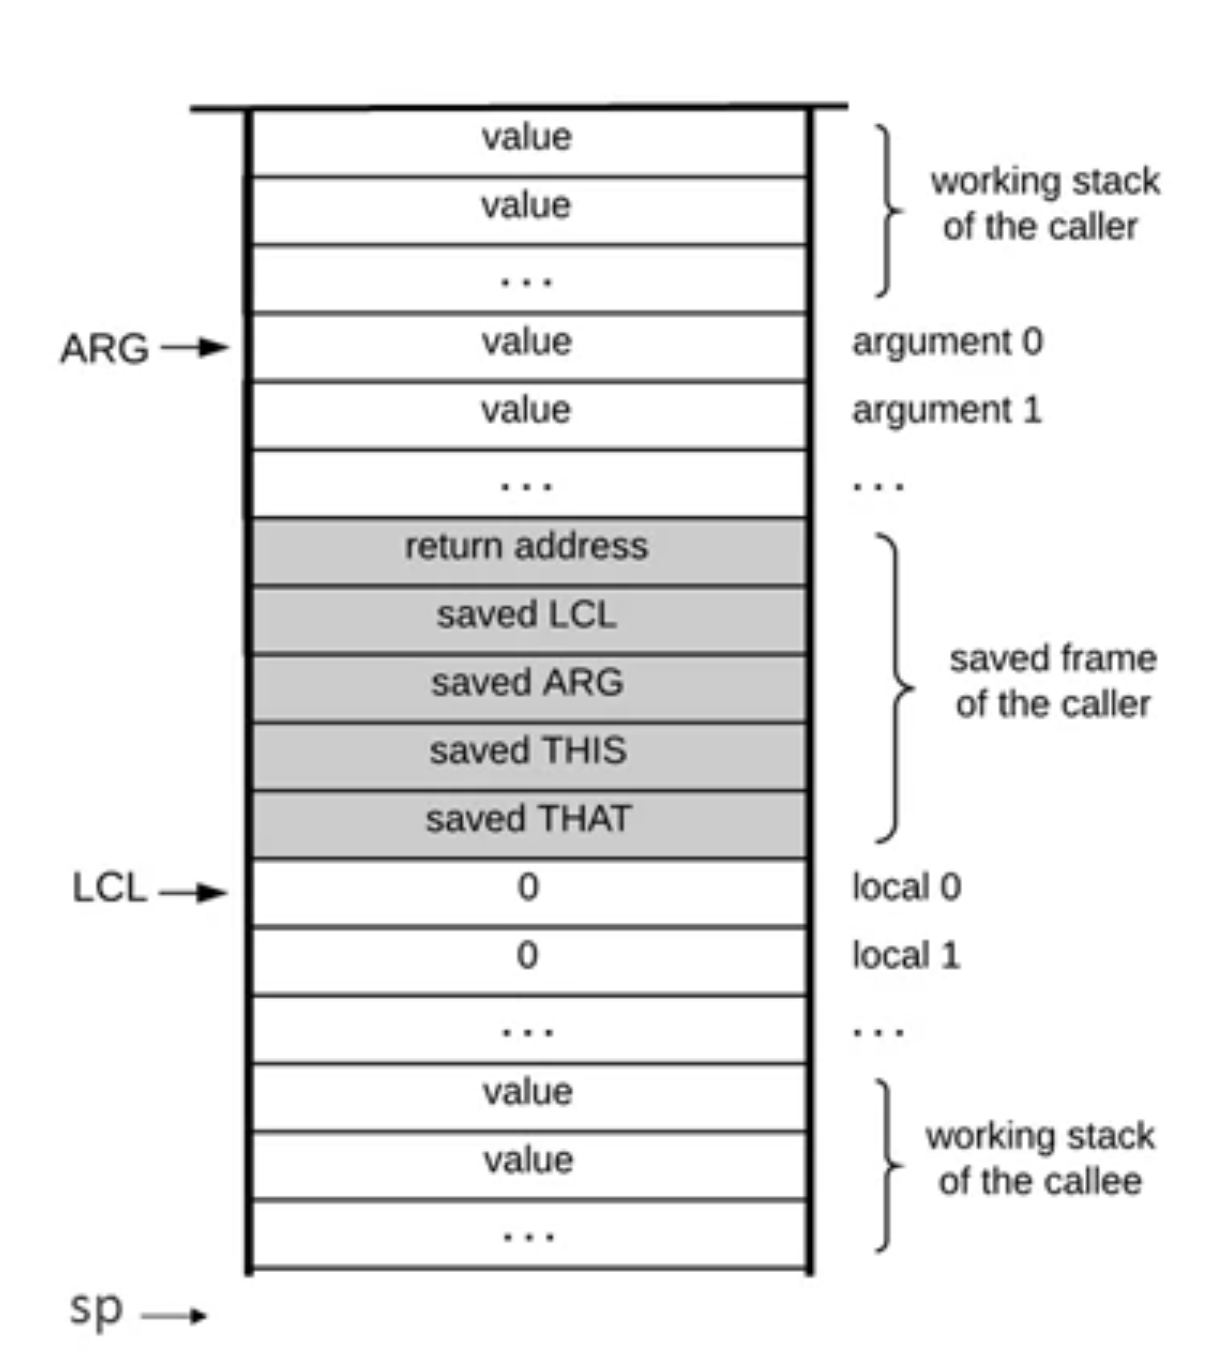 value
value
working stack
of the caller
...
ARG
value
argument 0
value
argument 1
...
...
return address
saved LCL
saved ARG
saved frame
of the caller
saved THIS
saved THAT
LCL
0
local 0
0
local 1
...
...
value
value
working stack
of the callee
...
sp